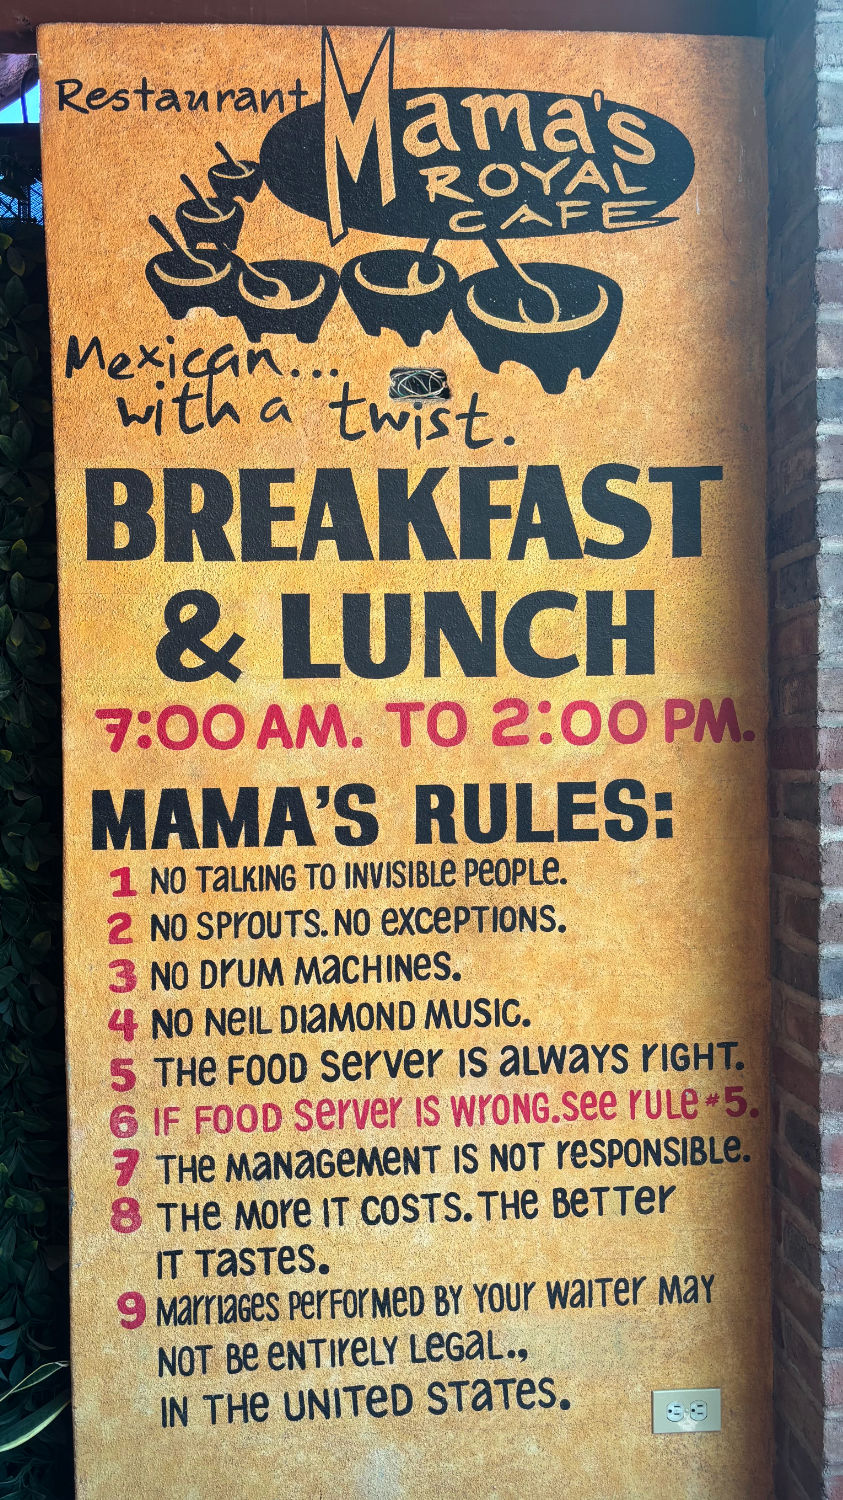 Restaurant
Mama's
ROYAL
CAFE
Mexican...
with a twist.
BREAKFAST
& LUNCH
7:00 AM. TO 2:00 PM.
MAMA'S RULES:
1 NO TALKING TO INVISIBLE PEOPLE.
2 NO SPROUTS. NO EXCEPTIONS.
3 NO DRUM MACHINES.
4 NO NEIL DIAMOND MUSIC.
5 THE FOOD SERVER IS ALWAYS RIGHT.
6 IF FOOD SERVER IS WRONG. SEE RULE #5.
7 THE MANAGEMENT IS NOT RESPONSIBLE.
8 THE MORE IT COSTS. THE BETTER
IT TASTES.
9 MARRIAGES PERFORMED BY YOUR WAITER MAY
NOT BE ENTIRELY LEGAL.,
IN THE UNITED STATES.